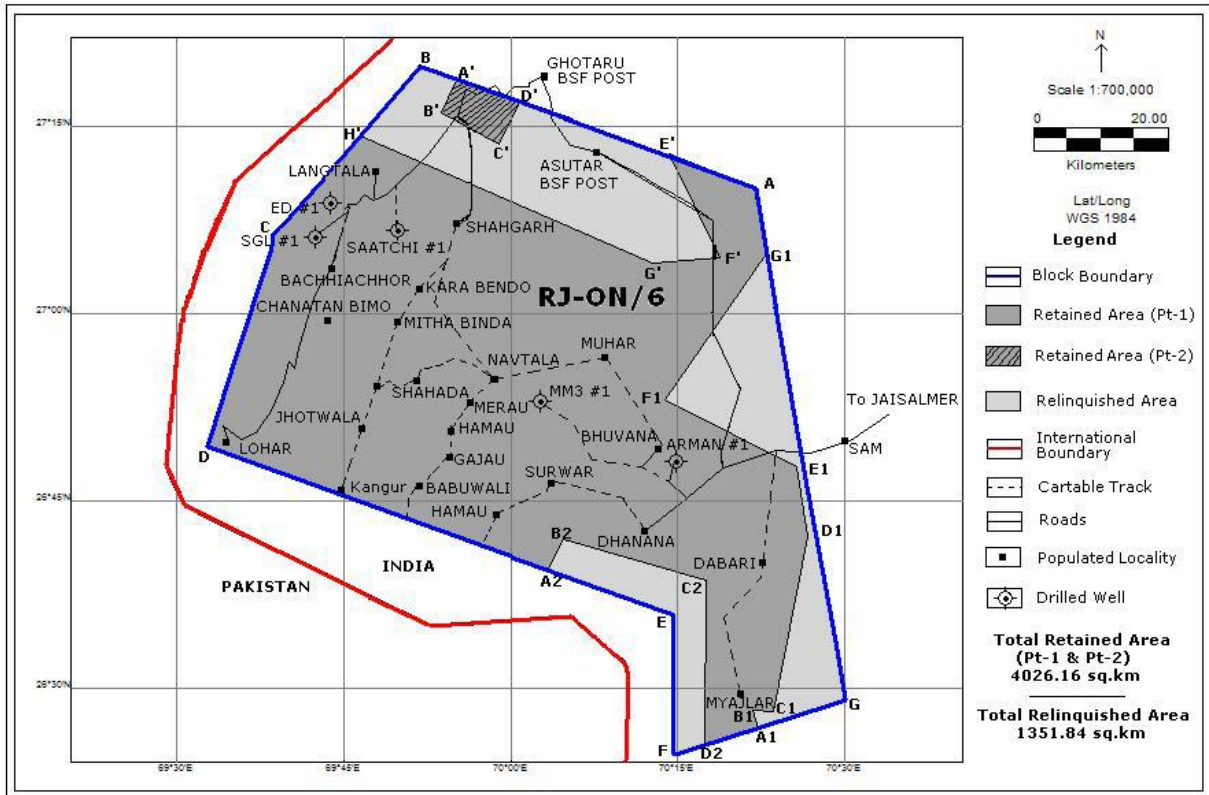 N
Scale 1:700,000
0 20.00
Kilometers
Lat/Long
WGS 1984
Legend
Block Boundary
Retained Area (Pt-1)
Retained Area (Pt-2)
Relinquished Area
International
Boundary
Cartable Track
Roads
Populated Locality
Drilled Well
Total Retained Area
(Pt-1 & Pt-2)
4026.16 sq.km
Total Relinquished Area
1351.84 sq.km
B
A'
GHOTARU
BSF POST
D'
B'
27°15'N
H'
C'
E'
ASUTAR
BSF POST
LANGTALA
A
ED #1
C
SGL #1
SAATCHI #1
SHAHGARH
G'
F'
G1
BACHHIACHHOR
KARA BENDO
RJ-ON/6
CHANATAN BIMO
27°00'N
MITHA BINDA
MUHAR
NAVTALA
SHAHADA
MM3 #1
F1
To JAISALMER
MERAU
JHOTWALA
HAMAU
BHUVANA
ARMAN #1
LOHAR
SAM
D
GAJAU
SURWAR
E1
Kangur
BABUWALI
26°45'N
HAMAU
DHANANA
D1
B2
INDIA
DABARI
A2
C2
PAKISTAN
E
26°30'N
MYAJLAR
B1
C1
G
A1
F
D2
69°30'E
69°45'E
70°00'E
70°15'E
70°30'E